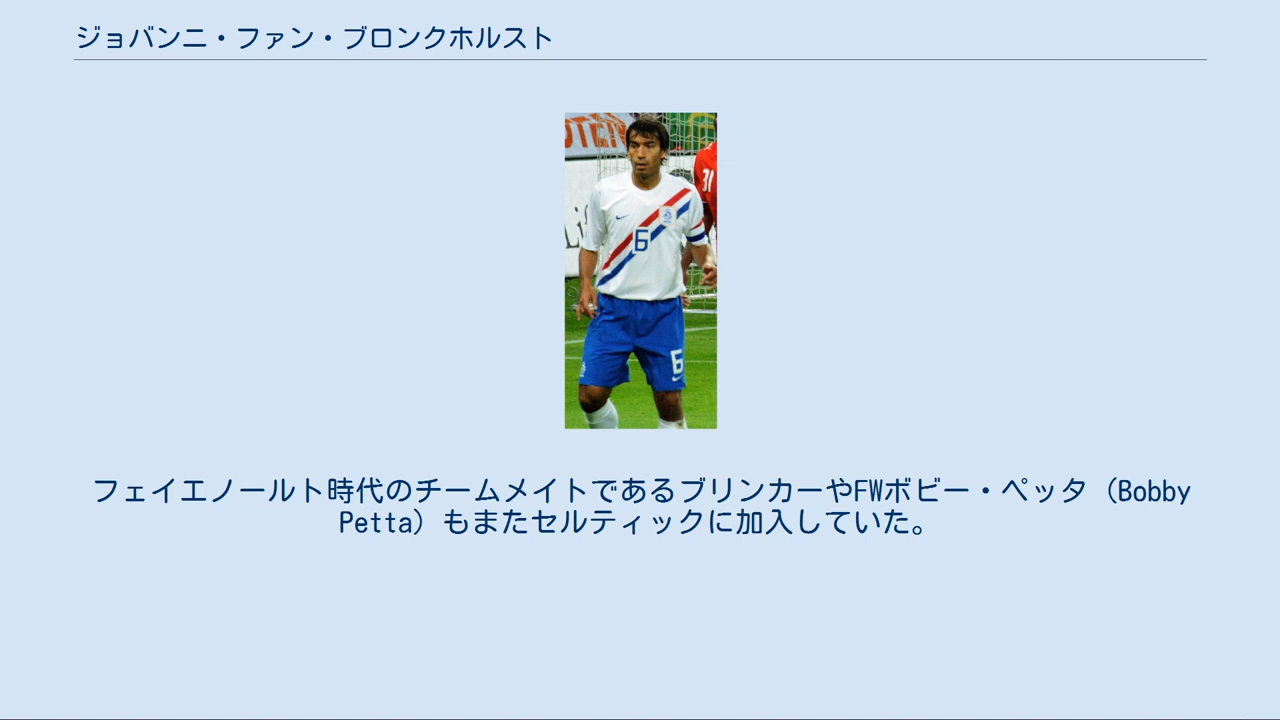 ジョバンニ・ファン・ブロンクホルスト
6
31
6
フェイエノールト時代のチームメイトであるブリンカーやFWボビー・ペッタ（Bobby
Petta）もまたセルティックに加入していた。